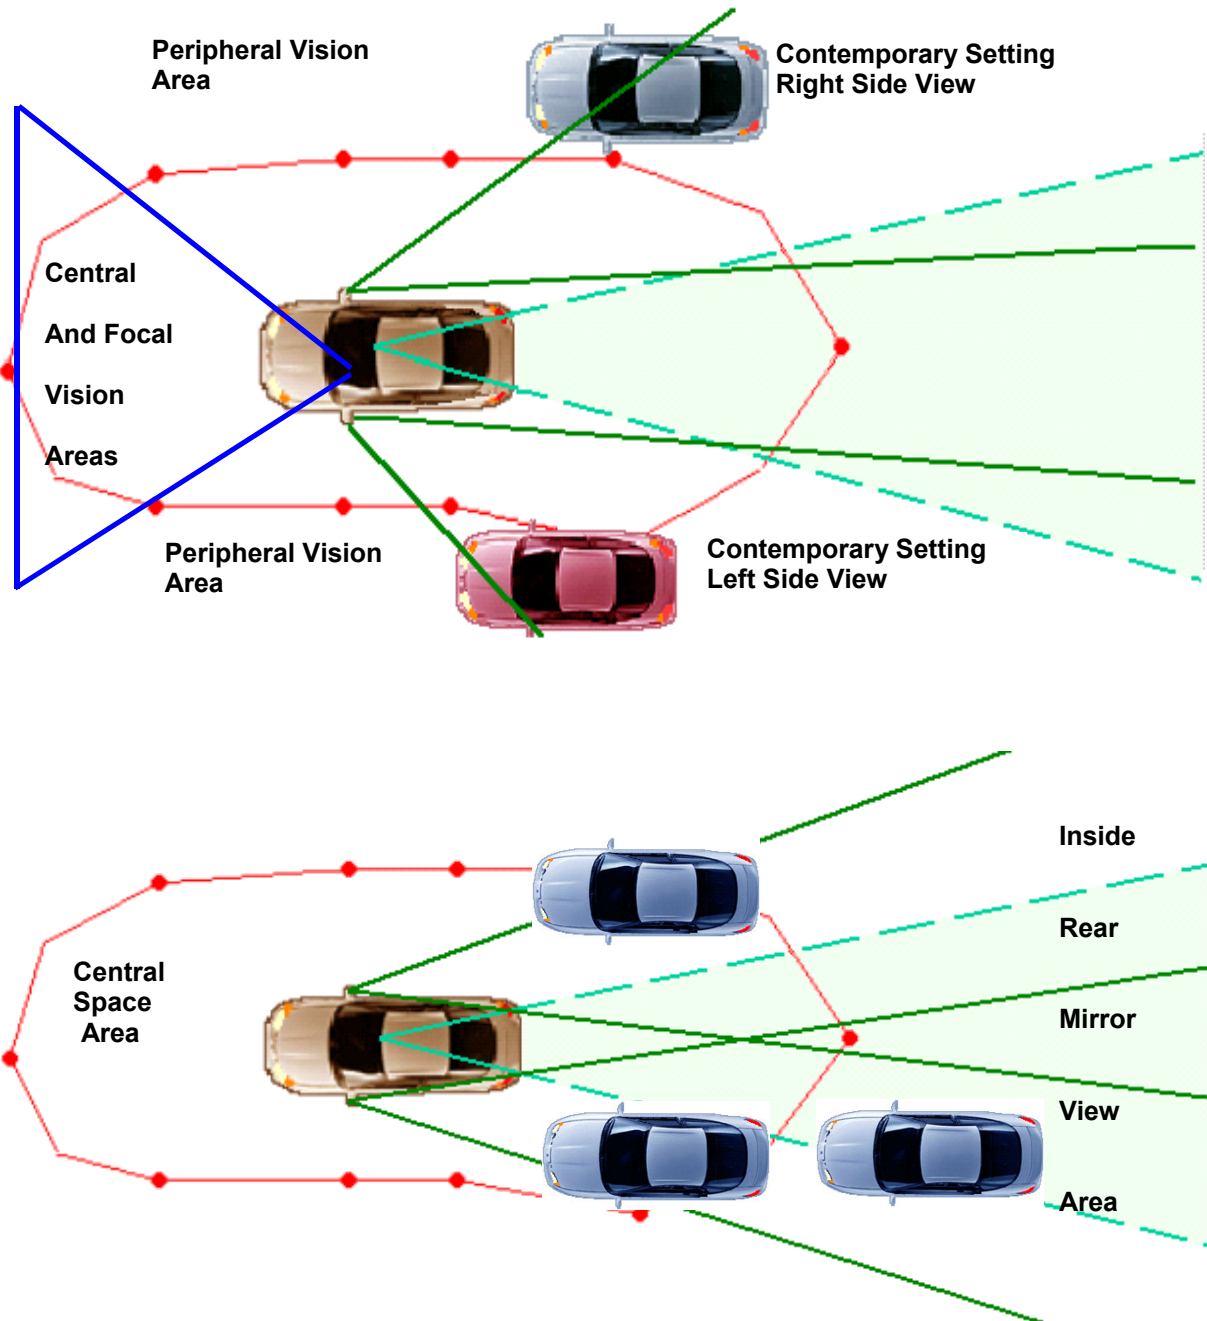 Peripheral Vision
Area
Contemporary Setting
Right Side View
Central
And Focal
Vision
Areas
Peripheral Vision
Area
Contemporary Setting
Left Side View
Inside
Rear
Mirror
View
Area
Central
Space
Area